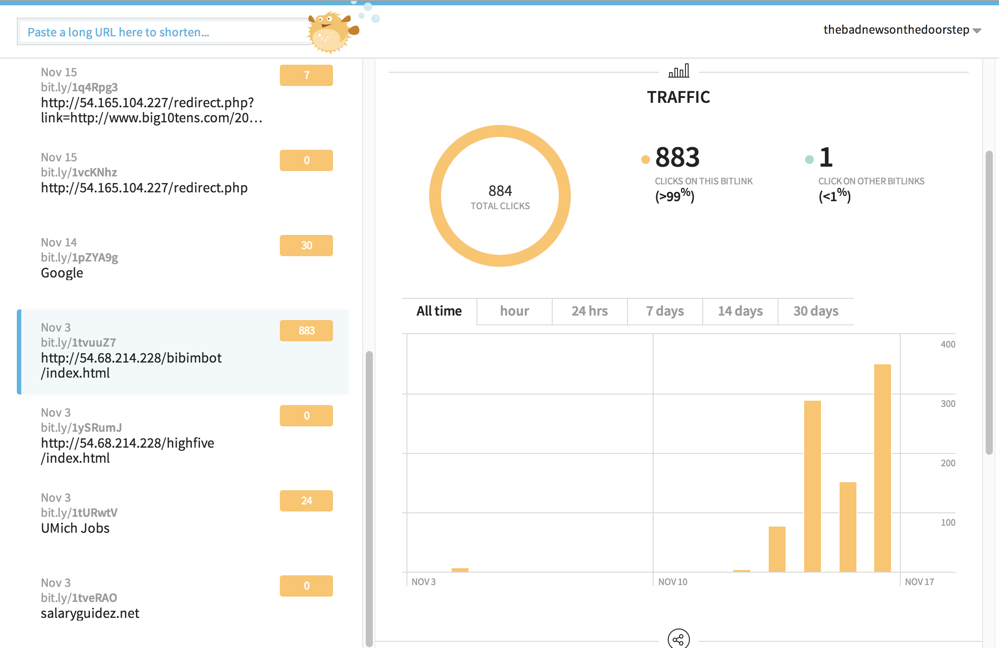 Paste a long URL here to shorten...
thebadnewsonthedoorstep
Nov 15
7
bit.ly/1q4Rpg3
http://54.165.104.227/redirect.php?
link=http://www.big10tens.com/20...
Nov 15
0
bit.ly/1vcKNhz
http://54.165.104.227/redirect.php
Nov 14
30
bit.ly/1pZYA9g
Google
Nov 3
883
bit.ly/1tvuuZ7
http://54.68.214.228/bibimbot
/index.html
Nov 3
0
bit.ly/1ySRumJ
http://54.68.214.228/highfive
/index.html
Nov 3
24
bit.ly/1tURwtV
UMich Jobs
Nov 3
0
bit.ly/1tveRAO
salaryguidez.net
TRAFFIC
884
TOTAL CLICKS
883
CLICKS ON THIS BITLINK
(>99%)
1
CLICK ON OTHER BITLINKS
(<1%)
All time hour 24 hrs 7 days 14 days 30 days
400
300
200
100
NOV 3 NOV 10 NOV 17